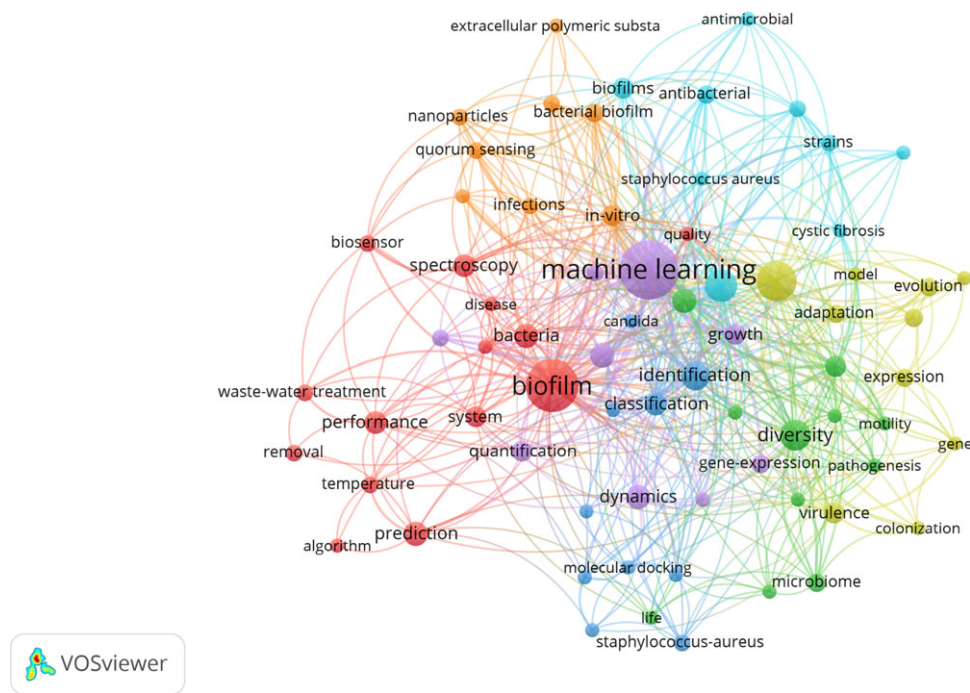 antimicrobial
extracellular polymeric substa
biofilms
antibacterial
nanoparticles
bacterial biofilm
quorum sensing
strains
staphylococcus aureus
infections
in-vitro
biosensor
quality
cystic fibrosis
spectroscopy
machine learning
model
evolution
disease
adaptation
candida
bacteria
growth
identification
expression
biofilm
waste-water treatment
classification
performance
system
motility
diversity
gene
removal
quantification
gene-expression
pathogenesis
temperature
dynamics
virulence
colonization
prediction
algorithm
molecular docking
microbiome
life
staphylococcus-aureus
VOSviewer